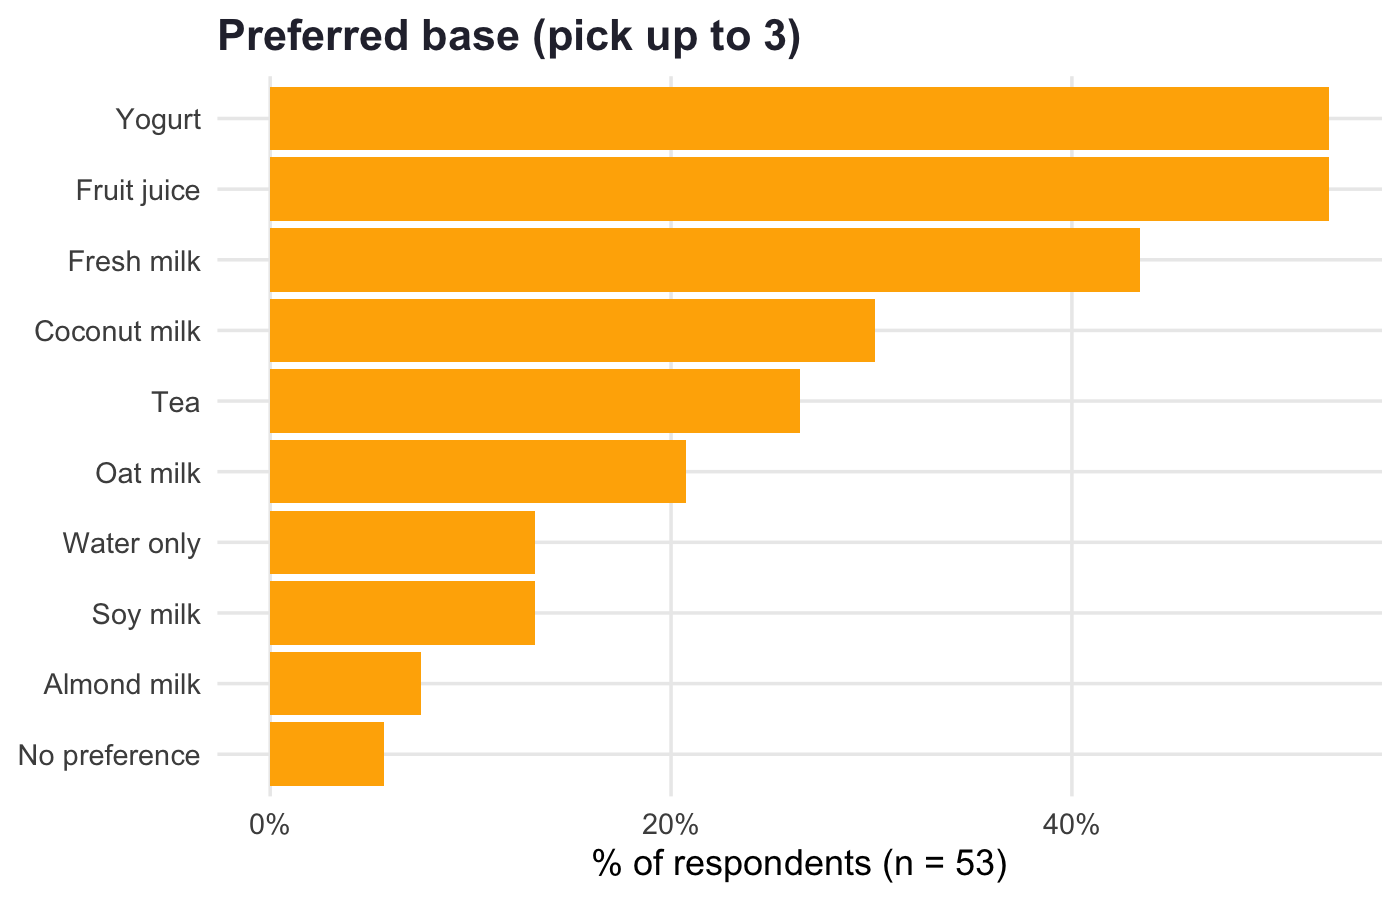 Preferred base (pick up to 3)
Yogurt
Fruit juice
Fresh milk
Coconut milk
Tea
Oat milk
Water only
Soy milk
Almond milk
No preference
0% 20% 40%
% of respondents (n = 53)